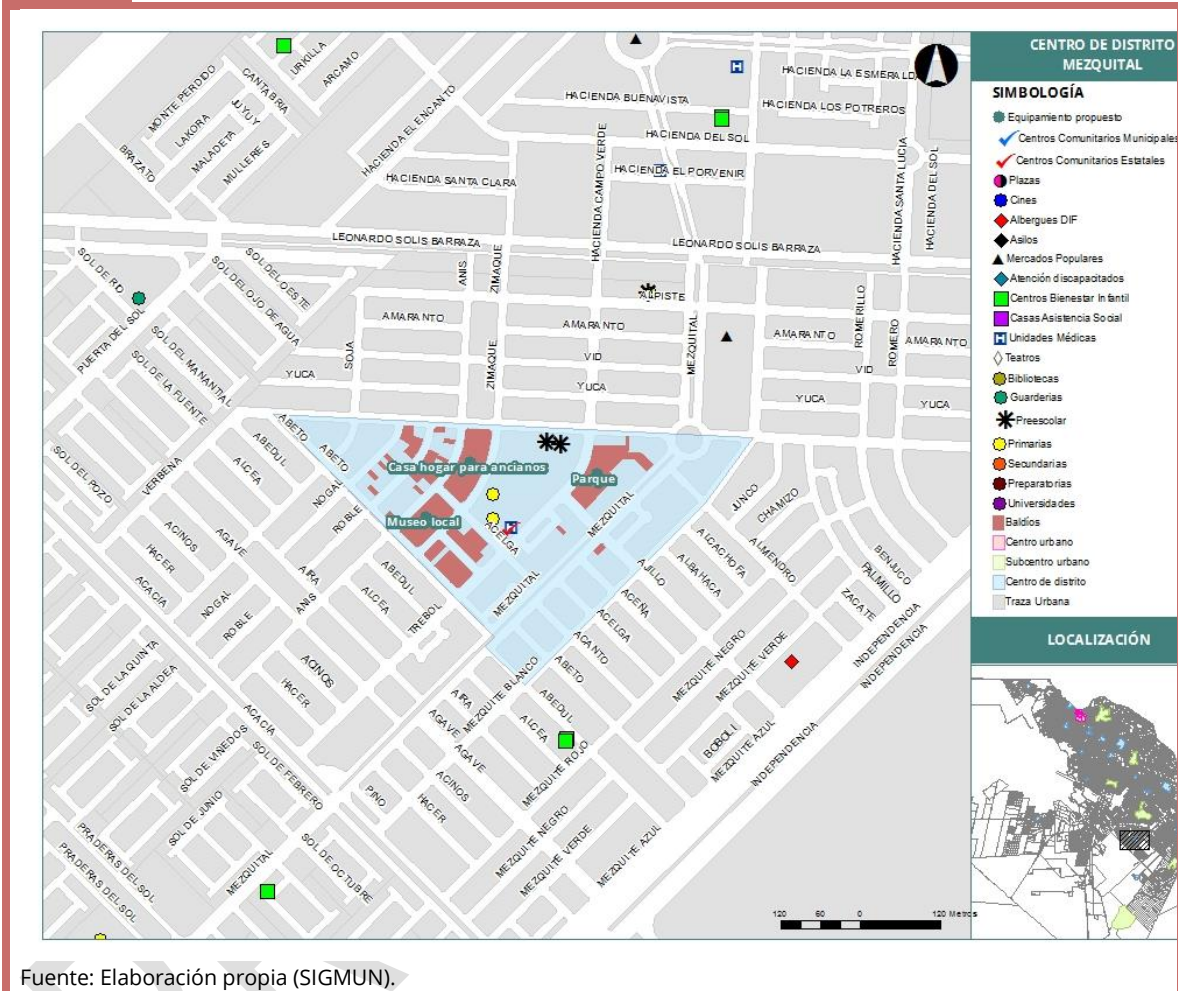 URKILLA
ARCAMO
CANTABRIA
MONTE PERDIDO
JUYUY
LAKORA
MALADETA
MULLERES
BRAZATO
HACIENDA EL ENCANTO
HACIENDA LA ESMERALD
HACIENDA BUENAVISTA
HACIENDA LOS POTREROS
HACIENDA DEL SOL
HACIENDA EL PORVENIR
HACIENDA SANTA CLARA
HACIENDA CAMPO VERDE
HACIENDA SANTA LUCIA
HACIENDA DEL SOL
LEONARDO SOLIS BARRAZA
LEONARDO SOLIS BARRAZA
SOL DE RIO
SOL DEL OESTE
SOL DEL OJO DE AGUA
PUERTA DEL SOL
SOL DEL MANANTIAL
SOL DE LA FUENTE
ANIS
ZIMAQUE
ALPISTE
AMARANTO
AMARANTO
AMARANTO
AMARANTO
ROMERILLO
ROMERO
SOJA
ZIMAQUE
VID
MEZQUITAL
VID
YUCA
YUCA
YUCA
YUCA
SOL DEL POZO
VERBENA
ABEDUL
ALCEA
ABETO
ABETO
NOGAL
ROBLE
Casa hogar para ancianos
Parque
Museo local
ACELGA
MEZQUITAL
MEZQUITAL
JUNCO
CHAMIZO
ALMENDRO
ALCACHOFA
ALBAHACA
AJILLO
ACEÑA
ACELGA
ACANTO
ABETO
BENJUCO
PALMILLO
ZACATE
INDEPENDENCIA
INDEPENDENCIA
ACINOS
AGAVE
HACER
ACACÍA
NOGAL
ROBLE
AIRA
ANIS
ABEDUL
ALCEA
TREBOL
ACINOS
HACER
SOL DE LA QUINTA
SOL DE LA ALDEA
ACACIA
SOL DE VIÑEDOS
SOL DE FEBRERO
SOL DE JUNIO
SOL DE OCTUBRE
PINO
MEZQUITAL
PRADERAS DEL SOL
PRADERAS DEL SOL
AIRA
AGAVE
AGAVE
ACINOS
HACER
MEZQUITE BLANCO
ABEDUL
ALCEA
MEZQUITE ROJO
MEZQUITE NEGRO
MEZQUITE VERDE
MEZQUITE AZUL
MEZQUITE NEGRO
MEZQUITE VERDE
BOBOLI
MEZQUITE AZUL
INDEPENDENCIA
120 60 0 120 Metros
CENTRO DE DISTRITO
MEZQUITAL
SIMBOLOGÍA
Equipamiento propuesto
Centros Comunitarios Municipales
Centros Comunitarios Estatales
Plazas
Cines
Albergues DIF
Asilos
Mercados Populares
Atención discapacitados
Centros Bienestar Infantil
Casas Asistencia Social
Unidades Médicas
Teatros
Bibliotecas
Guarderias
Preescolar
Primarias
Secundarias
Preparatorias
Universidades
Baldíos
Centro urbano
Subcentro urbano
Centro de distrito
Traza Urbana
LOCALIZACIÓN
Fuente: Elaboración propia (SIGMUN).